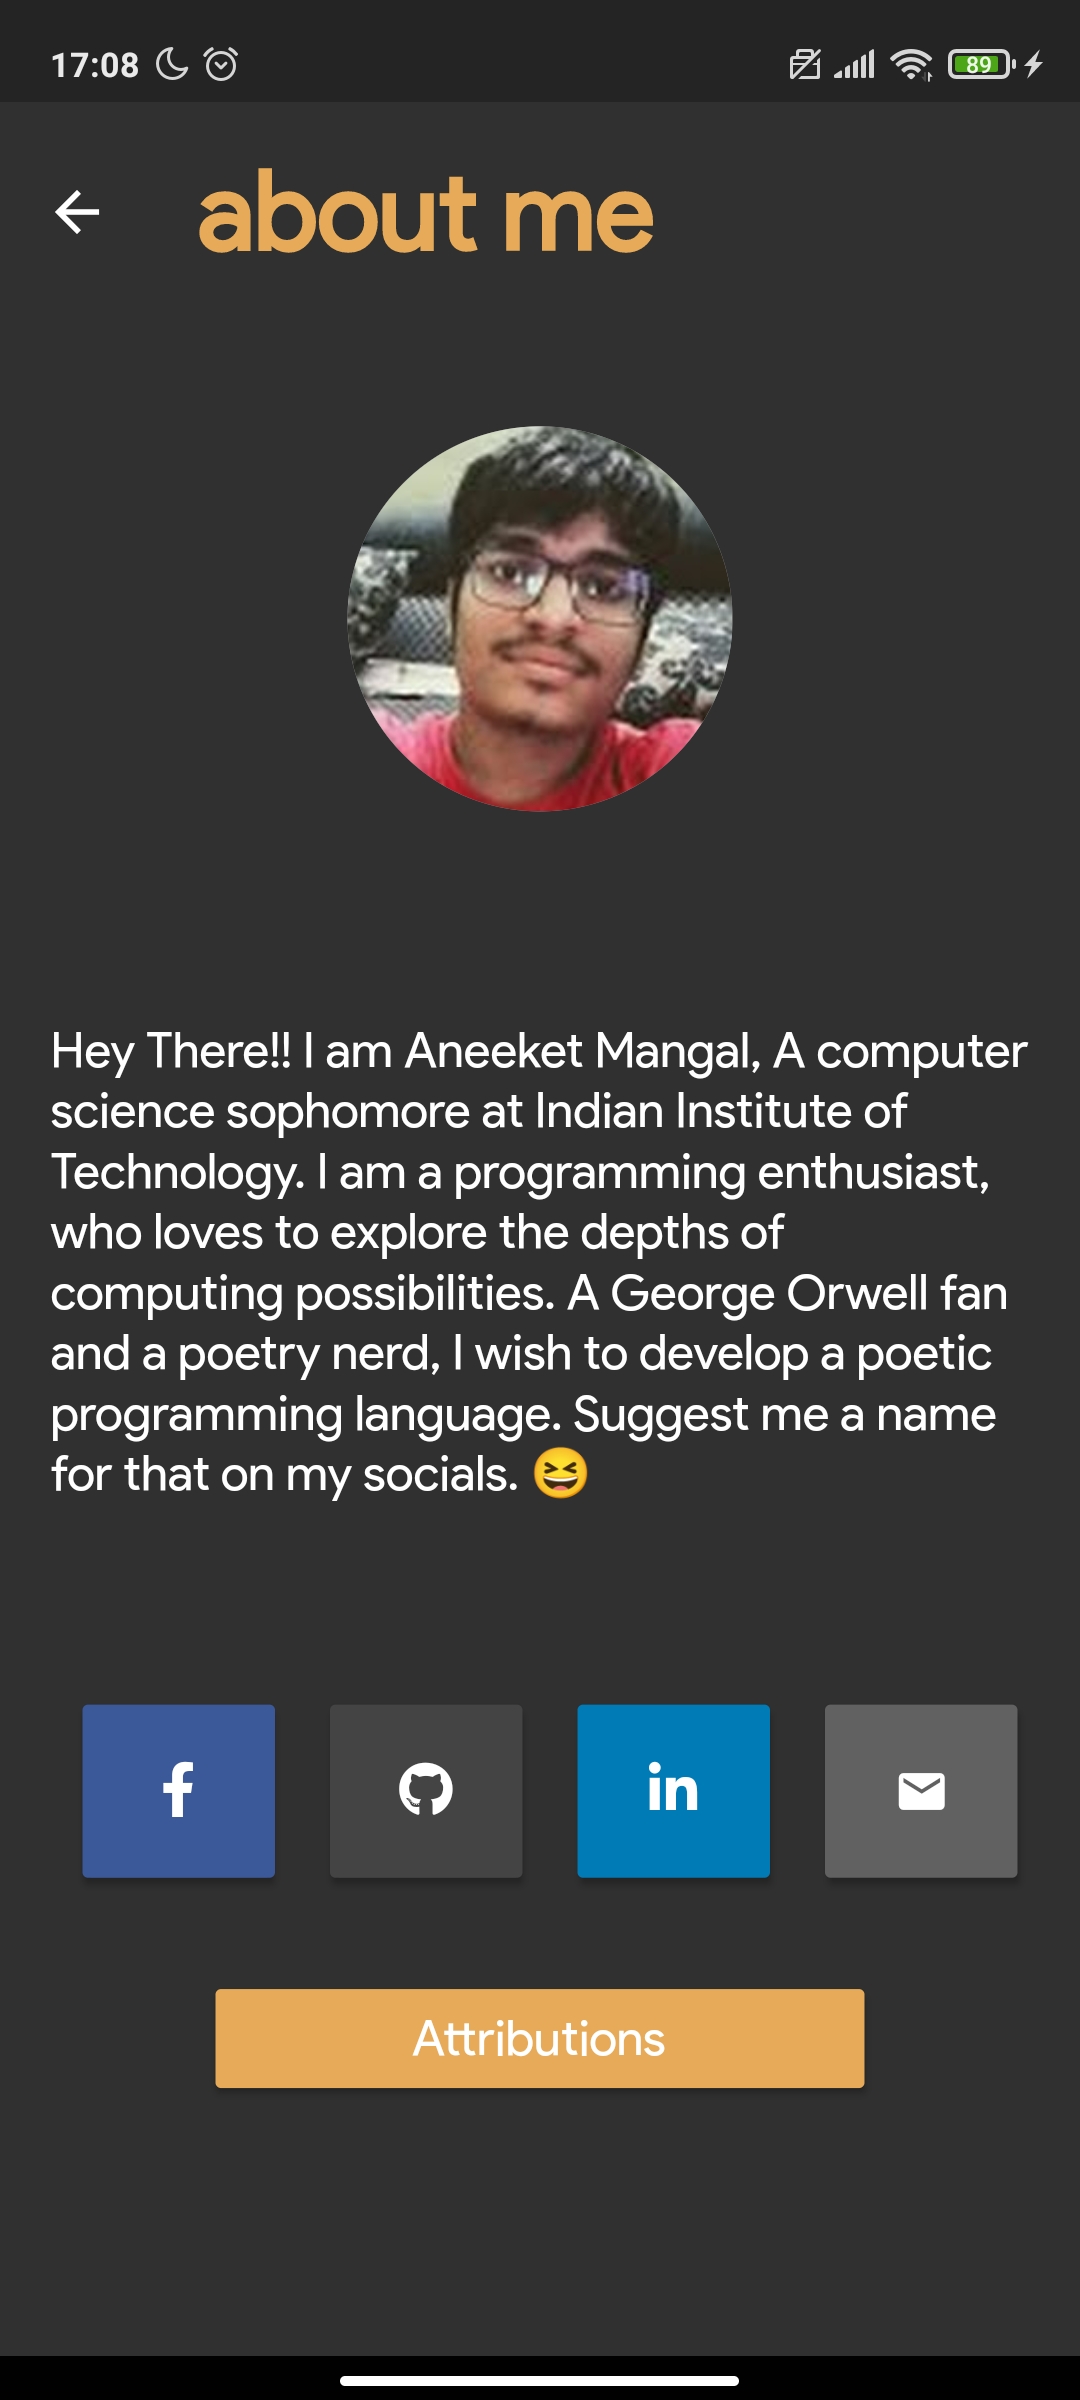 17:08
89
about me
Hey There!! I am Aneeket Mangal, A computer
science sophomore at Indian Institute of
Technology. I am a programming enthusiast,
who loves to explore the depths of
computing possibilities. A George Orwell fan
and a poetry nerd, I wish to develop a poetic
programming language. Suggest me a name
for that on my socials. 😆
f
in
Attributions